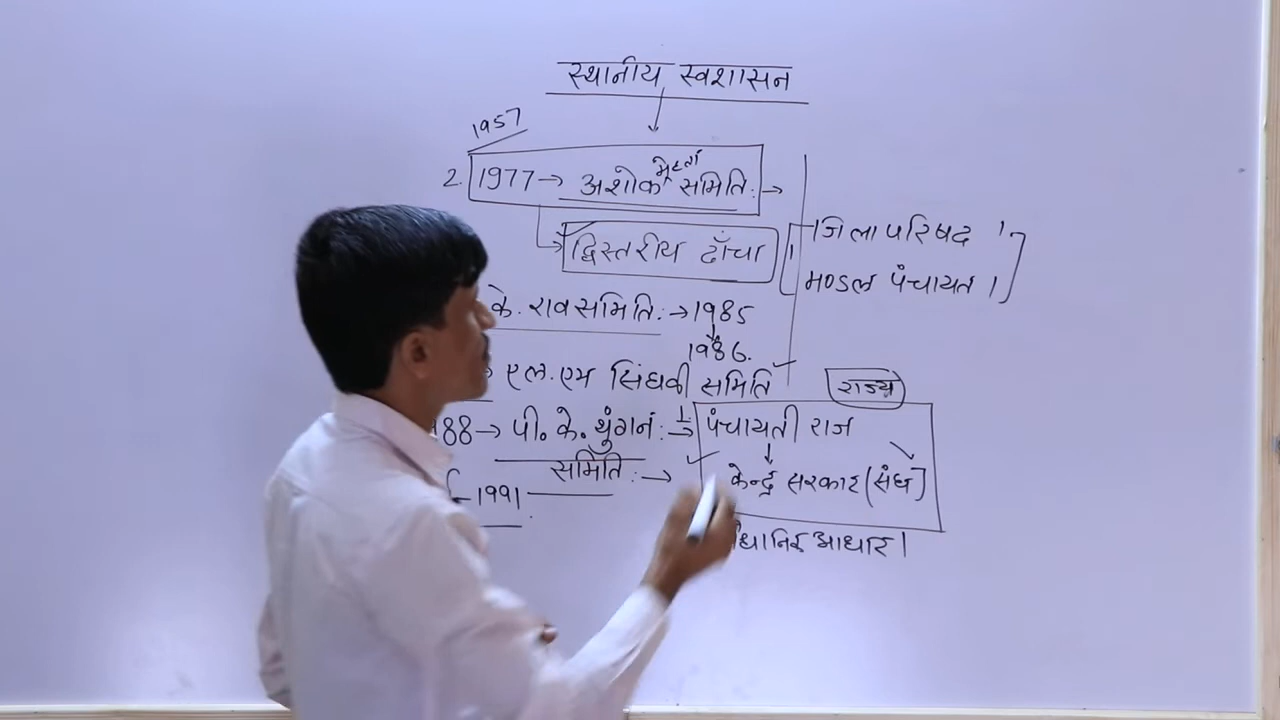 स्थानीय स्वशासन
1957
2. 1977 → अशोक मेहता समिति: →
द्विस्तरीय ढाँचा
जिला परिषद
मण्डल पंचायत ।
के. राव समिति: → 1985
1986.
एल. एम सिंघवी समिति
राज्य
88 → पी. के. थुंगन: → पंचायती राज
समिति: → केन्द्र सरकार (संघ)
1991
आधार ।